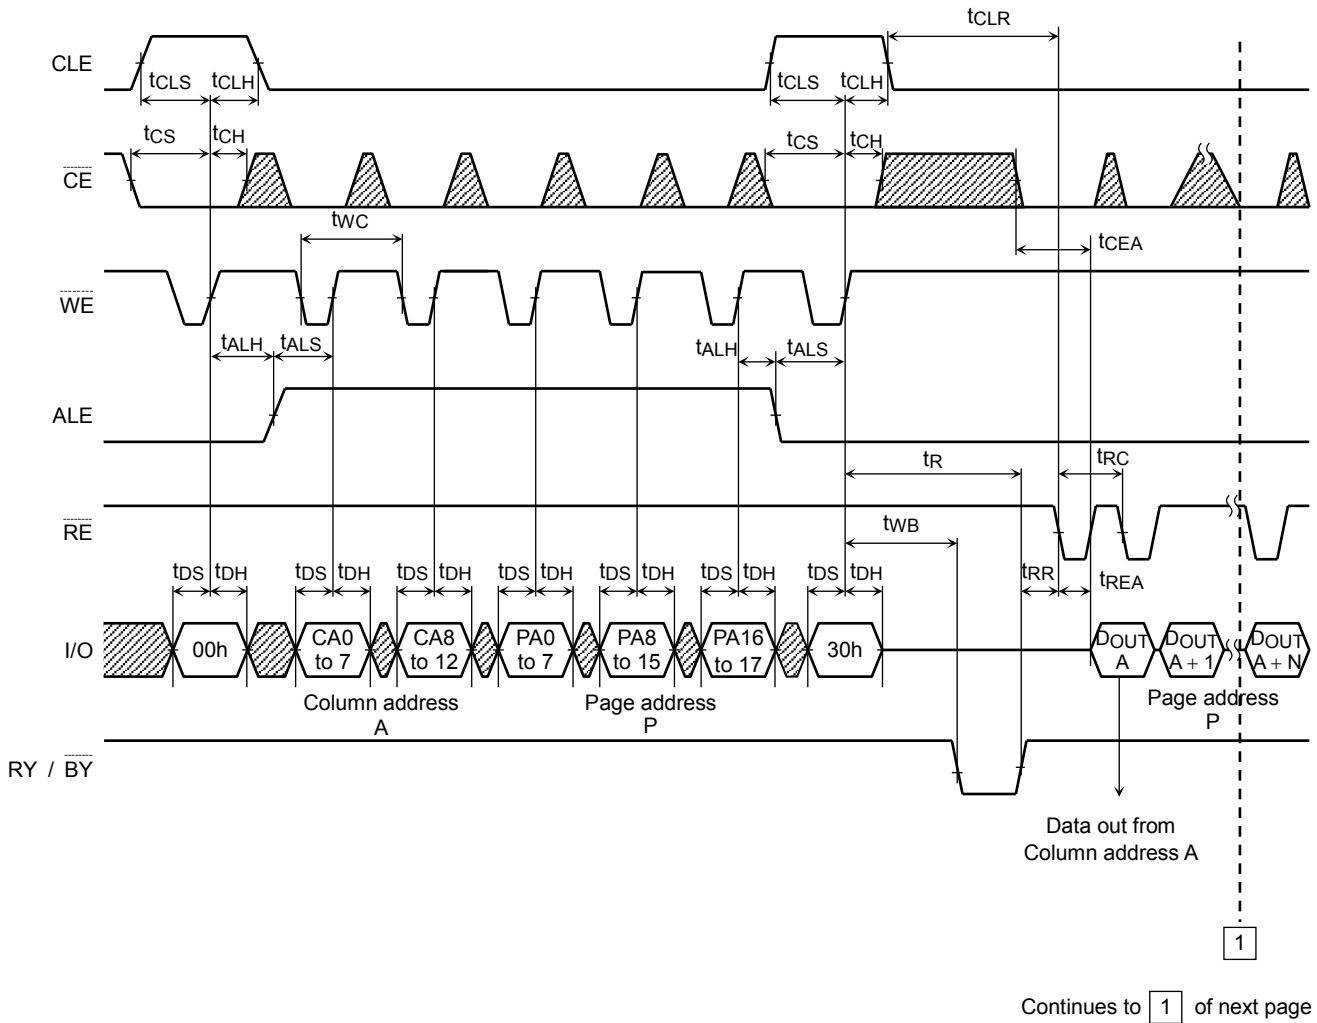 tCLR
CLE
tCLS tCLH tCLS tCLH
tCS tCH tCS tCH
CE
tWC
tCEA
WE
tALH tALS tALH tALS
ALE
tR tRC
RE
tWB
tDS tDH tDS tDH tDS tDH tDS tDH tDS tDH tDS tDH tDS tDH tRR tREA
I/O
00h
CA0
to 7
CA8
to 12
PA0
to 7
PA8
to 15
PA16
to 17
30h
DOUT
A
DOUT
A + 1
DOUT
A + N
Column address
A
Page address
P
Page address
P
RY / BY
Data out from
Column address A
1
Continues to 1 of next page